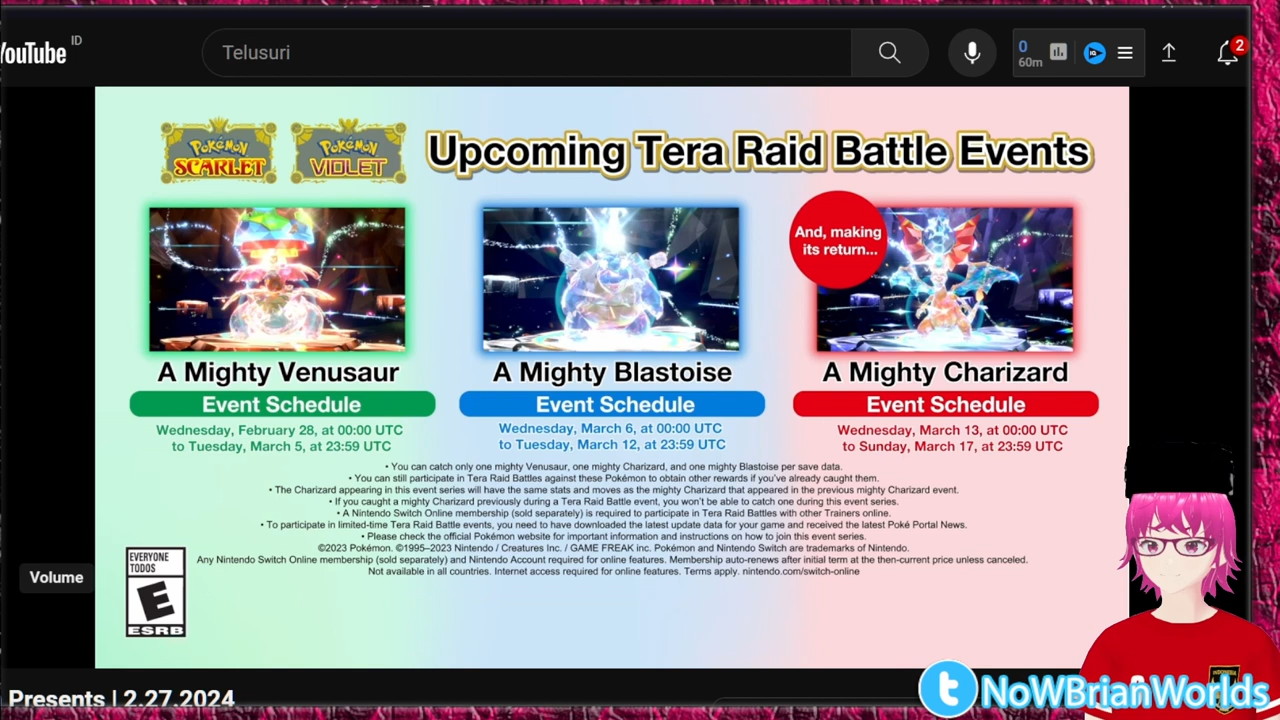 YouTube ID
Telusuri
0
60m
2
Pokémon SCARLET
Pokémon VIOLET
Upcoming Tera Raid Battle Events
And, making
its return...
A Mighty Venusaur
Event Schedule
Wednesday, February 28, at 00:00 UTC
to Tuesday, March 5, at 23:59 UTC
A Mighty Blastoise
Event Schedule
Wednesday, March 6, at 00:00 UTC
to Tuesday, March 12, at 23:59 UTC
A Mighty Charizard
Event Schedule
Wednesday, March 13, at 00:00 UTC
to Sunday, March 17, at 23:59 UTC
• You can catch only one mighty Venusaur, one mighty Charizard, and one mighty Blastoise per save data.
• You can still participate in Tera Raid Battles against these Pokémon to obtain other rewards if you've already caught them.
• The Charizard appearing in this event series will have the same stats and moves as the mighty Charizard that appeared in the previous mighty Charizard event.
• If you caught a mighty Charizard previously during a Tera Raid Battle event, you won't be able to catch one during this event series.
• A Nintendo Switch Online membership (sold separately) is required to participate in Tera Raid Battles with other Trainers online.
• To participate in limited-time Tera Raid Battle events, you need to have downloaded the latest update data for your game and received the latest Poké Portal News.
• Please check the official Pokémon website for important information and instructions on how to join this event series.
©2023 Pokémon. ©1995–2023 Nintendo / Creatures Inc. / GAME FREAK inc. Pokémon and Nintendo Switch are trademarks of Nintendo.
Any Nintendo Switch Online membership (sold separately) and Nintendo Account required for online features. Membership auto-renews after initial term at the then-current price unless canceled.
Not available in all countries. Internet access required for online features. Terms apply. nintendo.com/switch-online
EVERYONE
TODOS
E
ESRB
Volume
Presents | 2.27.2024
NoWBrianWorlds